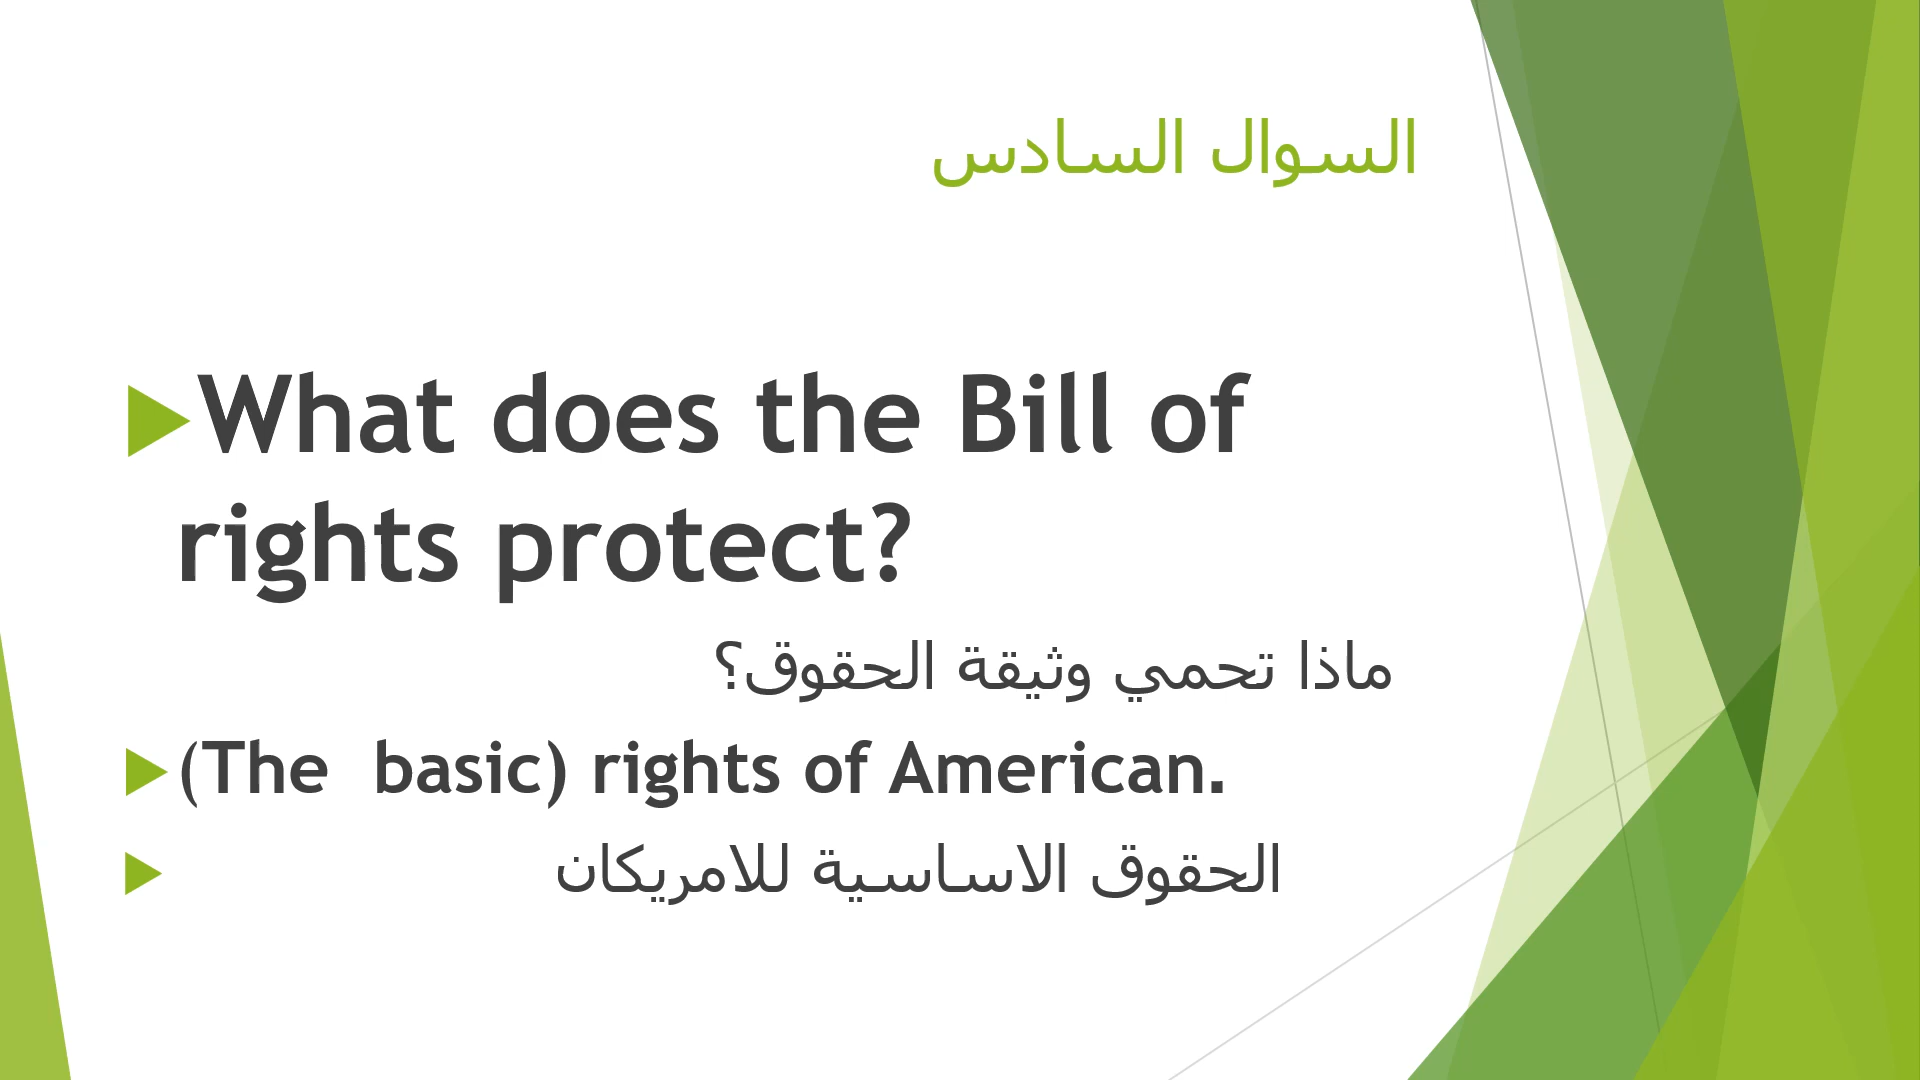 السوال السادس
What does the Bill of
rights protect?
ماذا تحمي وثيقة الحقوق؟
(The basic) rights of American.
الحقوق الاساسية للامريكان